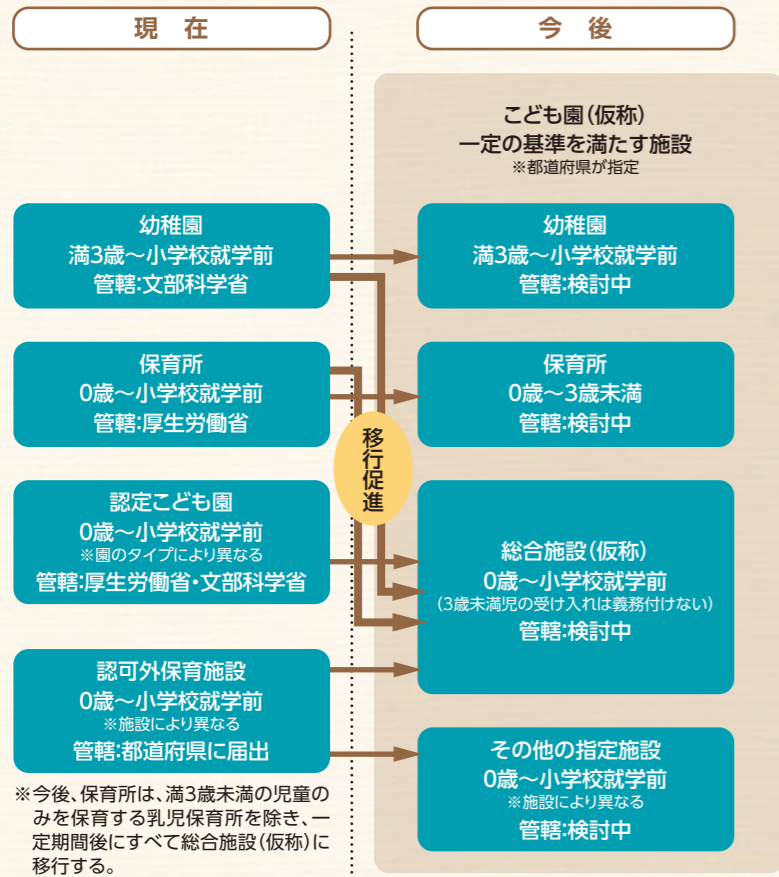 現在
今後
こども園(仮称)
一定の基準を満たす施設
※都道府県が指定
幼稚園
満3歳～小学校就学前
管轄:文部科学省
幼稚園
満3歳～小学校就学前
管轄:検討中
保育所
0歳～小学校就学前
管轄:厚生労働省
保育所
0歳～3歳未満
管轄:検討中
移行促進
認定こども園
0歳～小学校就学前
※園のタイプにより異なる
管轄:厚生労働省・文部科学省
総合施設(仮称)
0歳～小学校就学前
(3歳未満児の受け入れは義務付けない)
管轄:検討中
認可外保育施設
0歳～小学校就学前
※施設により異なる
管轄:都道府県に届出
その他の指定施設
0歳～小学校就学前
※施設により異なる
管轄:検討中
※今後、保育所は、満3歳未満の児童の
みを保育する乳児保育所を除き、一
定期間後にすべて総合施設(仮称)に
移行する。